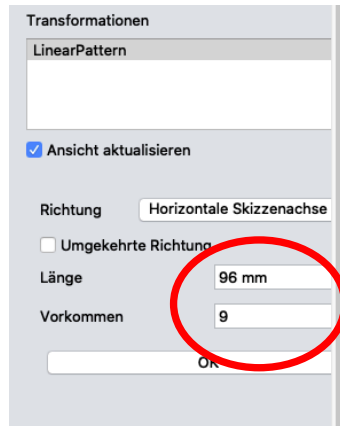 Transformationen
LinearPattern
Ansicht aktualisieren
Richtung Horizontale Skizzenachse
Umgekehrte Richtung
Länge 96 mm
Vorkommen 9
OK